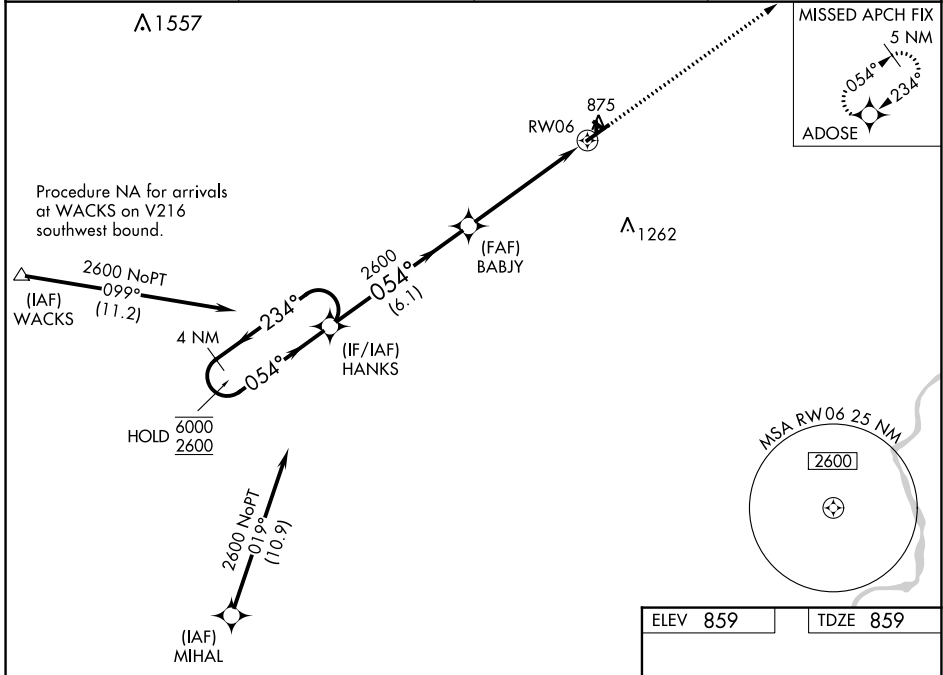 1557
MISSED APCH FIX
5 NM
054°
234°
ADOSE
875
RW06
Procedure NA for arrivals
at WACKS on V216
southwest bound.
1262
(FAF)
BABJY
2600
054°
(6.1)
2600 NoPT
099°
(11.2)
(IAF)
WACKS
234°
4 NM
054°
(IF/IAF)
HANKS
HOLD
6000
2600
MSA RW06 25 NM
2600
2600 NoPT
019°
(10.9)
(IAF)
MIHAL
ELEV 859
TDZE 859